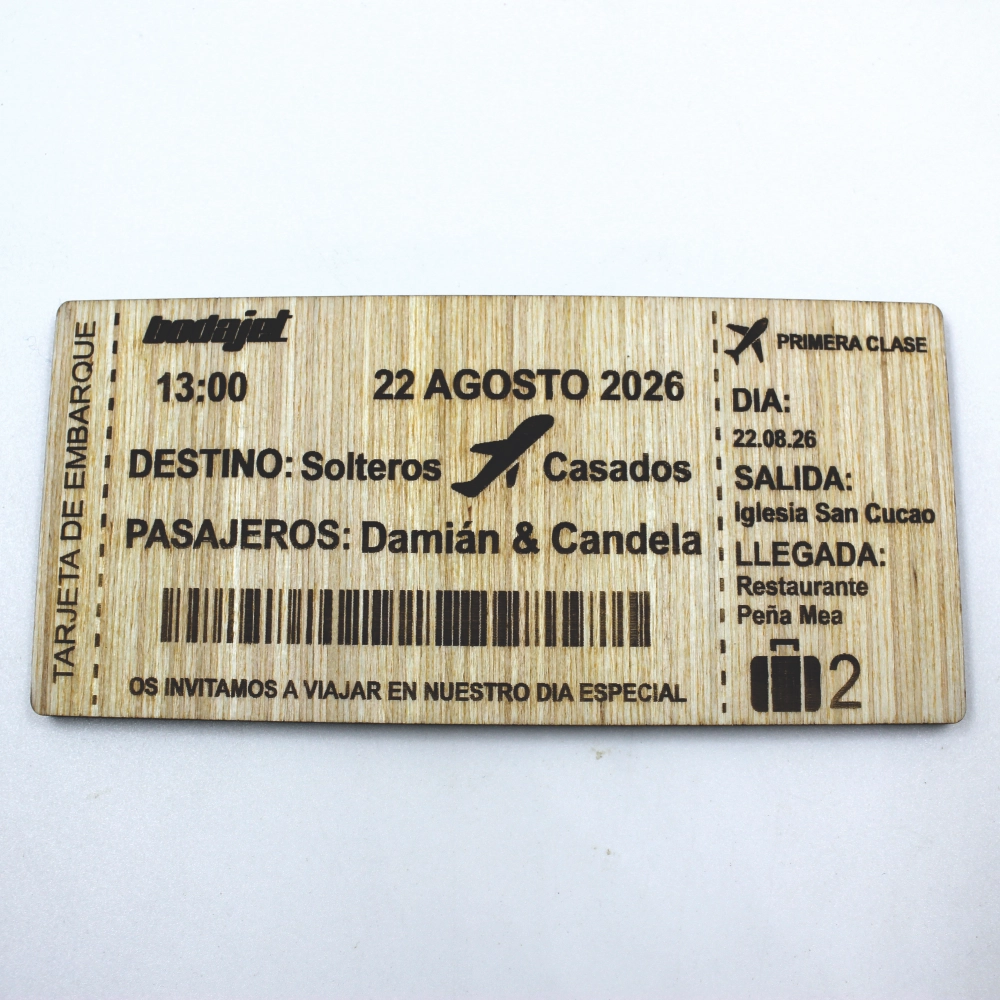 TARJETA DE EMBARQUE
bodajet
13:00
22 AGOSTO 2026
DESTINO: Solteros Casados
PASAJEROS: Damián & Candela
OS INVITAMOS A VIAJAR EN NUESTRO DIA ESPECIAL
PRIMERA CLASE
DIA:
22.08.26
SALIDA:
Iglesia San Cucao
LLEGADA:
Restaurante
Peña Mea
2